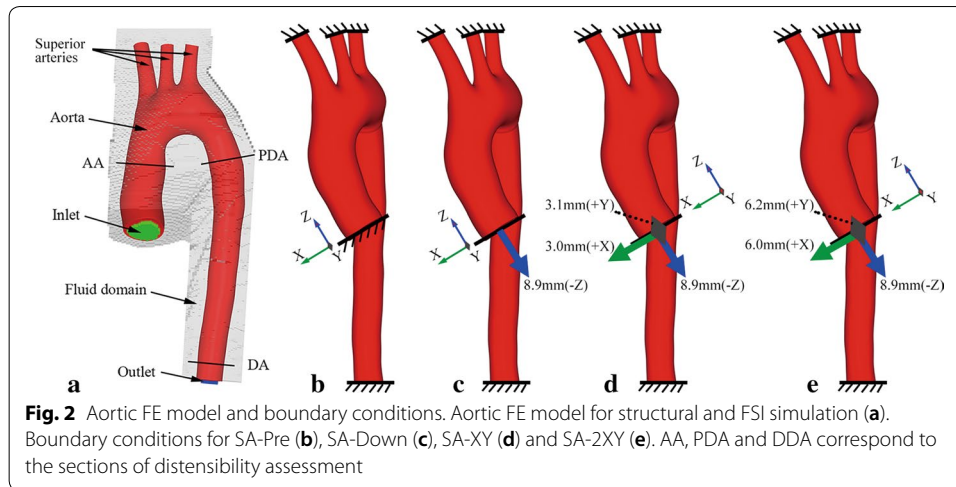 Superior
arteries
Aorta
AA
PDA
Inlet
Fluid domain
Outlet
DA
a
Z
X
Y
b
Z
X
Y
8.9mm(-Z)
c
Z
X
Y
3.1mm(+Y)
3.0mm(+X)
8.9mm(-Z)
d
Z
X
Y
6.2mm(+Y)
6.0mm(+X)
8.9mm(-Z)
e
Fig. 2 Aortic FE model and boundary conditions. Aortic FE model for structural and FSI simulation (a).
Boundary conditions for SA-Pre (b), SA-Down (c), SA-XY (d) and SA-2XY (e). AA, PDA and DDA correspond to
the sections of distensibility assessment